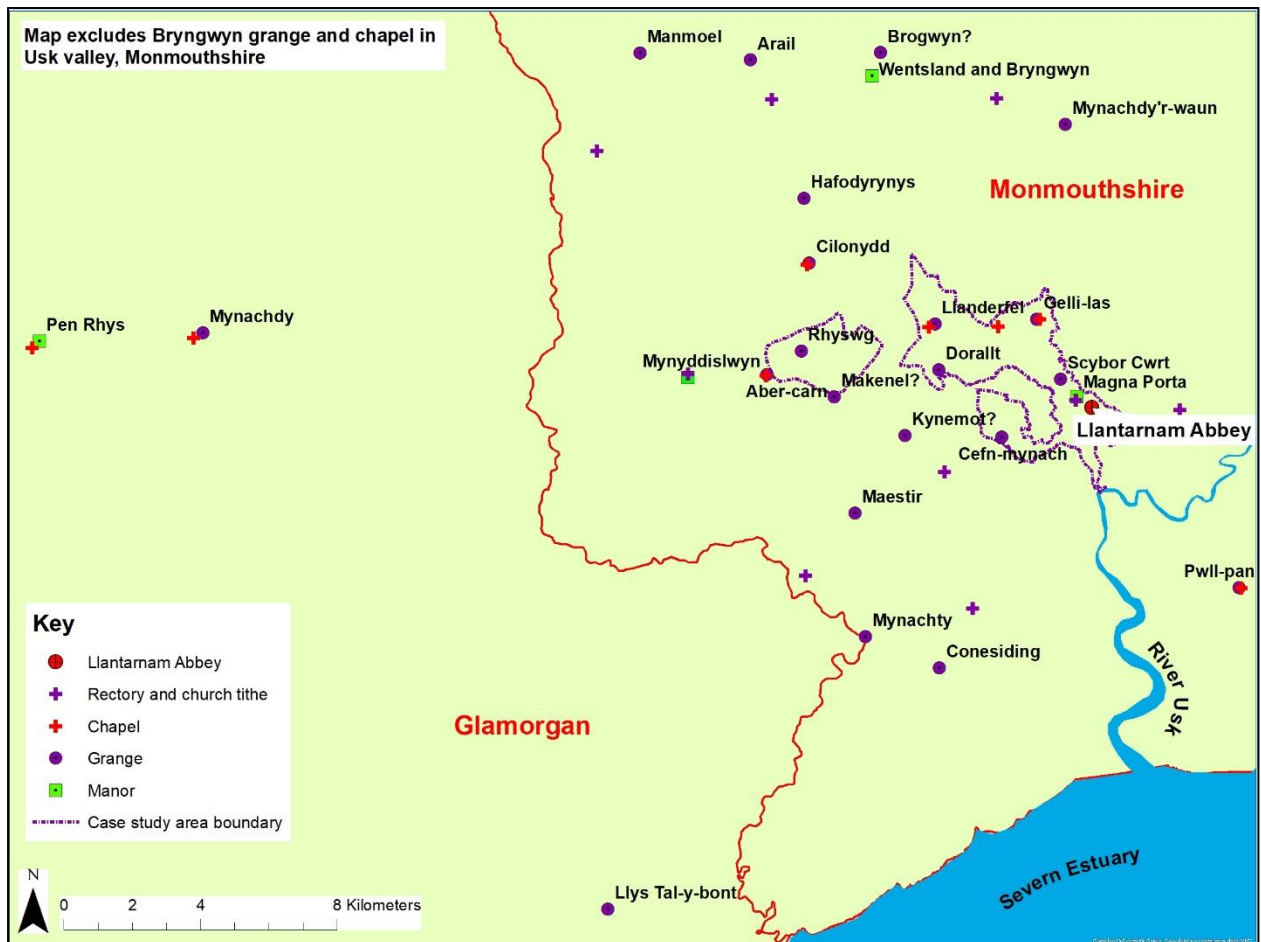 Map excludes Bryngwyn grange and chapel in
Usk valley, Monmouthshire
Manmoel
Arail
Brogwyn?
Wentsland and Bryngwyn
Mynachdy'r-waun
Hafodyrynys
Monmouthshire
Cilonydd
Llanderfel
Gelli-las
Pen Rhys
Mynachdy
Rhyswg
Mynyddislwyn
Dorallt
Scybor Cwrt
Aber-carn
Makenel?
Magna Porta
Kynemot?
Llantarnam Abbey
Cefn-mynach
Maestir
Pwll-pan
Mynachty
Conesiding
River Usk
Glamorgan
Severn Estuary
Llys Tal-y-bont
Key
Llantarnam Abbey
Rectory and church tithe
Chapel
Grange
Manor
Case study area boundary
N
0 2 4 8 Kilometers